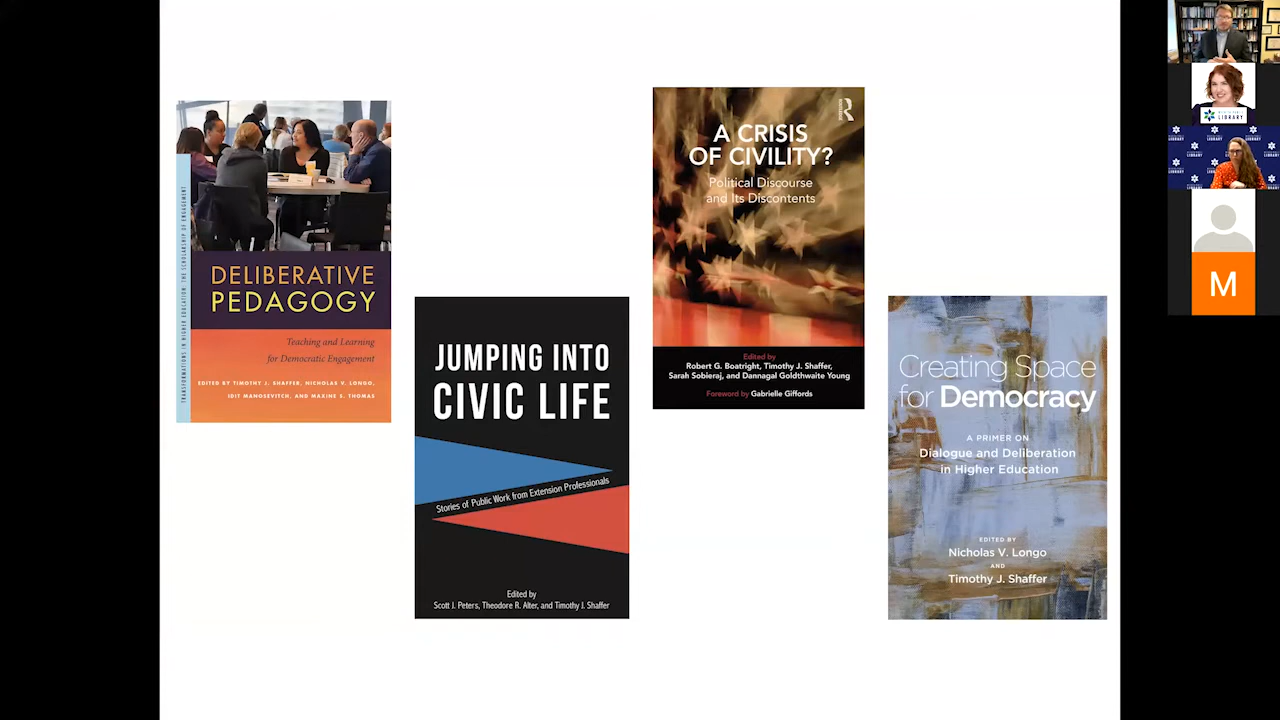 TRANSFORMATIONS IN HIGHER EDUCATION: THE SCHOLARSHIP OF ENGAGEMENT
DELIBERATIVE
PEDAGOGY
Teaching and Learning
for Democratic Engagement
EDITED BY TIMOTHY J. SHAFFER, NICHOLAS V. LONGO,
IDIT MANOSEVITCH, AND MAXINE S. THOMAS
JUMPING INTO
CIVIC LIFE
Stories of Public Work from Extension Professionals
Edited by
Scott J. Peters, Theodore R. Alter, and Timothy J. Shaffer
A CRISIS
OF CIVILITY?
Political Discourse
and Its Discontents
Edited by
Robert G. Boatright, Timothy J. Shaffer,
Sarah Sobieraj, and Dannagal Goldthwaite Young
Foreword by Gabrielle Giffords
Creating Space
for Democracy
A PRIMER ON
Dialogue and Deliberation
in Higher Education
EDITED BY
Nicholas V. Longo
AND
Timothy J. Shaffer
LIBRARY
M